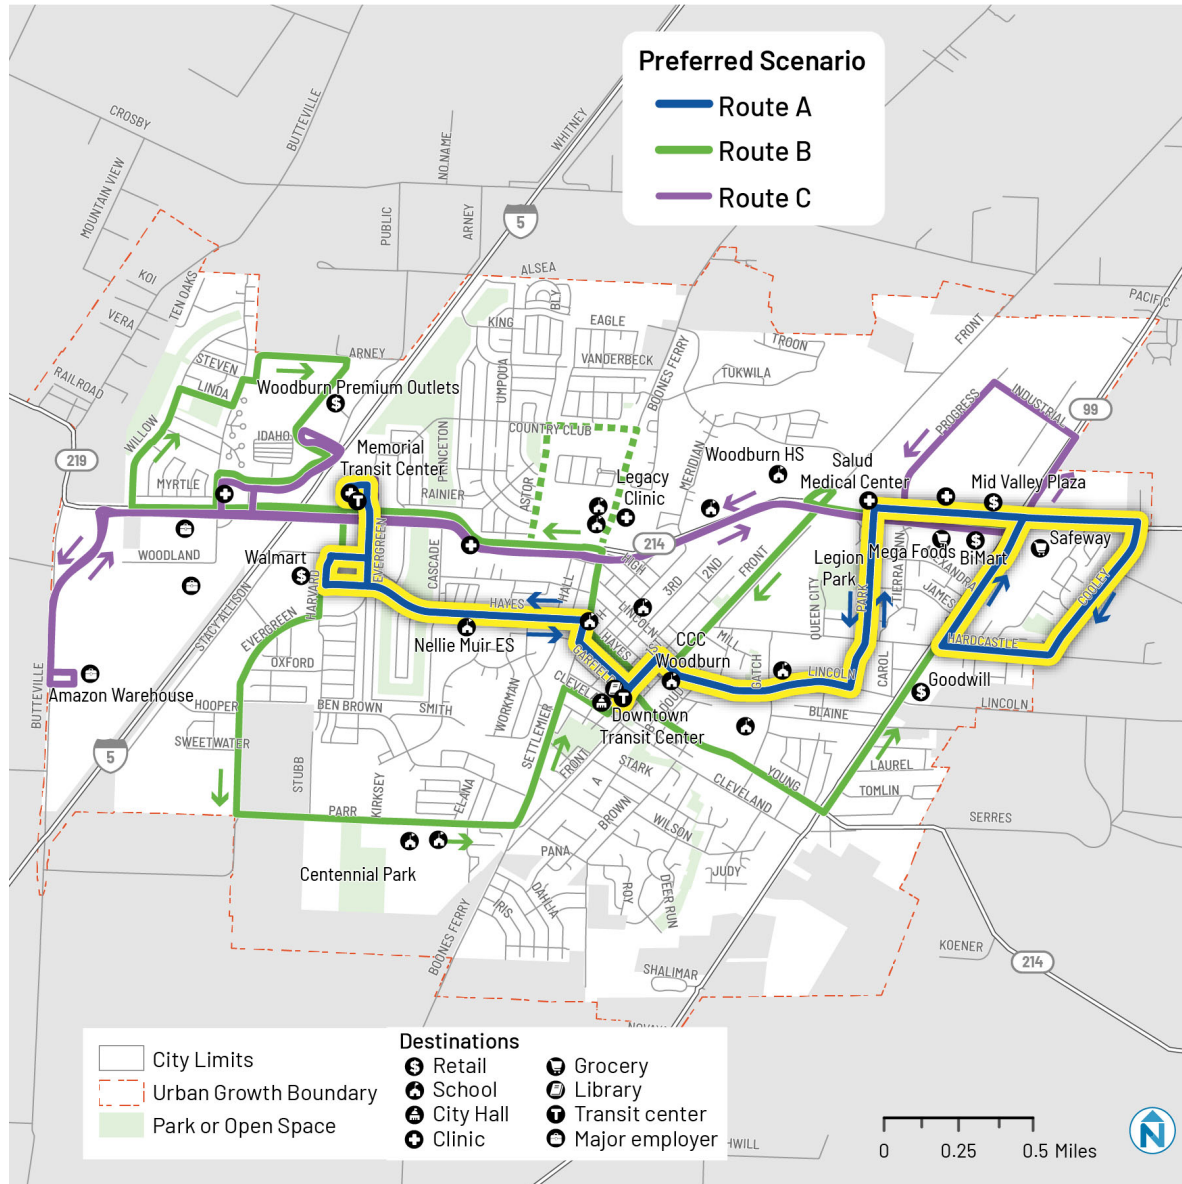 Preferred Scenario
Route A
Route B
Route C
CROSBY
BUTTEVILLE
WHITNEY
NO NAME
MOUNTAIN VIEW
PUBLIC
ARNEY
5
KOI
TEN OAKS
ALSEA
BLY
PACIFIC
VERA
KING
EAGLE
FRONT
TROON
STEVEN
ARNEY
VANDERBECK
BOONES FERRY
TUKWILA
RAILROAD
LINDA
Woodburn Premium Outlets
UMPQUA
PROGRESS
INDUSTRIAL
99
WILLOW
IDAHO
COUNTRY CLUB
PRINCETON
MERIDIAN
Woodburn HS
219
Memorial
Transit Center
Salud
Medical Center
MYRTLE
RAINIER
ASTOR
Legacy
Clinic
Mid Valley Plaza
WOODLAND
214
Walmart
EVERGREEN
CASCADE
HIGH
FRONT
Legion
Park
Mega Foods
BiMart
Safeway
HARVARD
HALL
2ND
3RD
TIERRA LYNN
JAMES
COOLEY
STACY ALLISON
HAYES
LINCOLN
QUEEN CITY
PARK
EVERGREEN
HAYES
MILL
HARDCASTLE
Nellie Muir ES
GARFIELD
CCC
Woodburn
OXFORD
GATCH
LINCOLN
CAROL
Goodwill
BUTTEVILLE
Amazon Warehouse
HOOPER
BEN BROWN
SMITH
WORKMAN
Downtown
Transit Center
BLAINE
LINCOLN
SWEETWATER
SETTLEMIER
5
STUBB
KIRKSEY
ELANA
FRONT
A
STARK
CLEVELAND
YOUNG
LAUREL
TOMLIN
PARR
BROWN
WILSON
SERRES
PANA
JUDY
Centennial Park
ROY
DEER RUN
DAHLIA
IRIS
BOONES FERRY
KOENER
214
SHALIMAR
City Limits
Urban Growth Boundary
Park or Open Space
Destinations
Retail
School
City Hall
Clinic
Grocery
Library
Transit center
Major employer
0 0.25 0.5 Miles
N